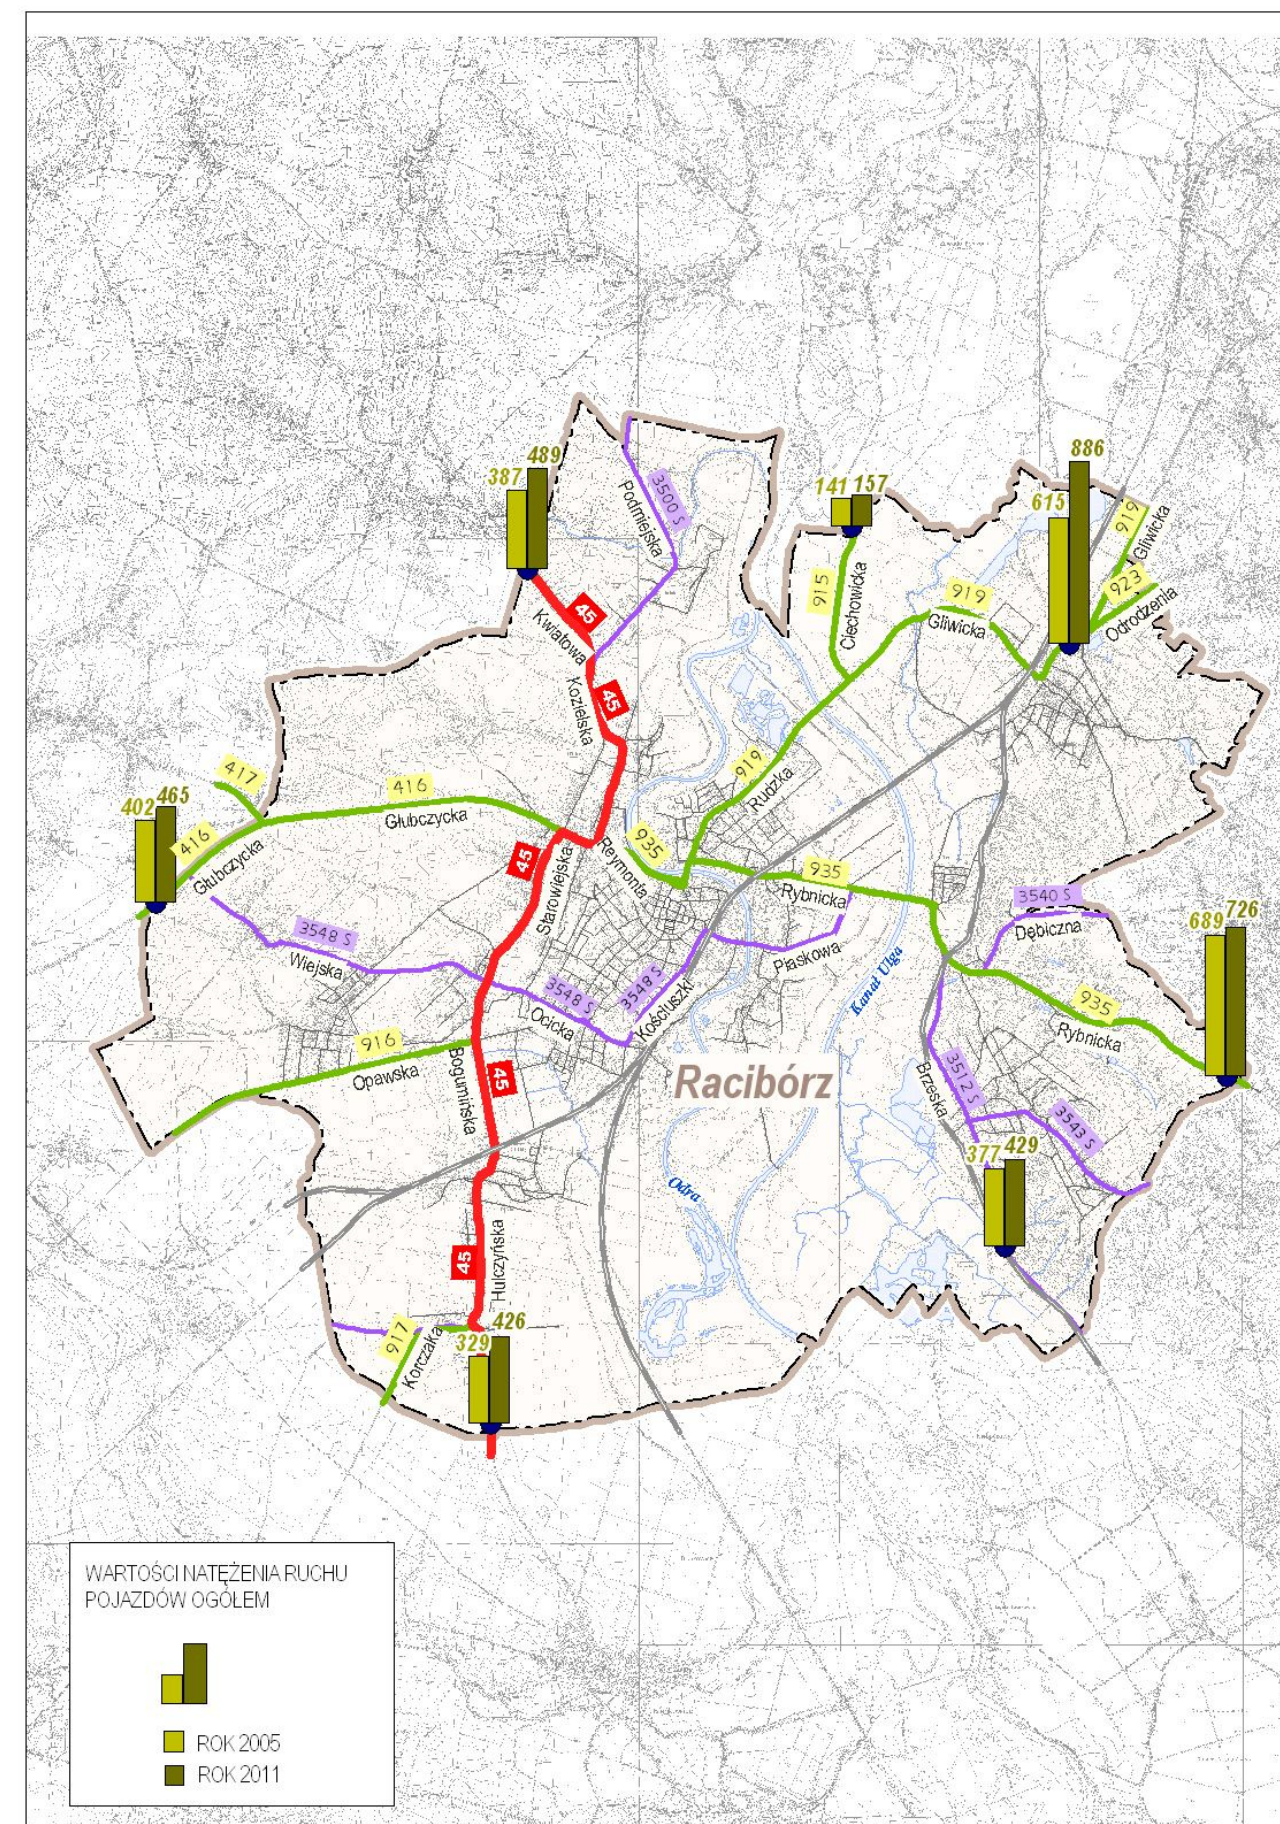 886
489
387
3500 S
Podmiejska
141
157
615
919
Gliwicka
915
Ciechowicka
919
Gliwicka
923
Odrodzenia
45
Kwiatowa
45
Kozielska
417
416
919
Rudzka
402
465
416
Głubczycka
Głubczycka
935
Reymonta
45
Starowiejska
935
Rybnicka
3540 S
Dębiczna
689
726
3548 S
Wiejska
3548 S
Ocicka
3548 S
Kościuszki
Piaskowa
Kanał Ulga
935
Rybnicka
916
Opawska
Bogumińska
45
Racibórz
Brzeska
3512 S
3543 S
377
429
Odra
45
Hulczyńska
917
Korczaka
329
426
WARTOŚCI NATĘŻENIA RUCHU
POJAZDÓW OGÓŁEM
ROK 2005
ROK 2011